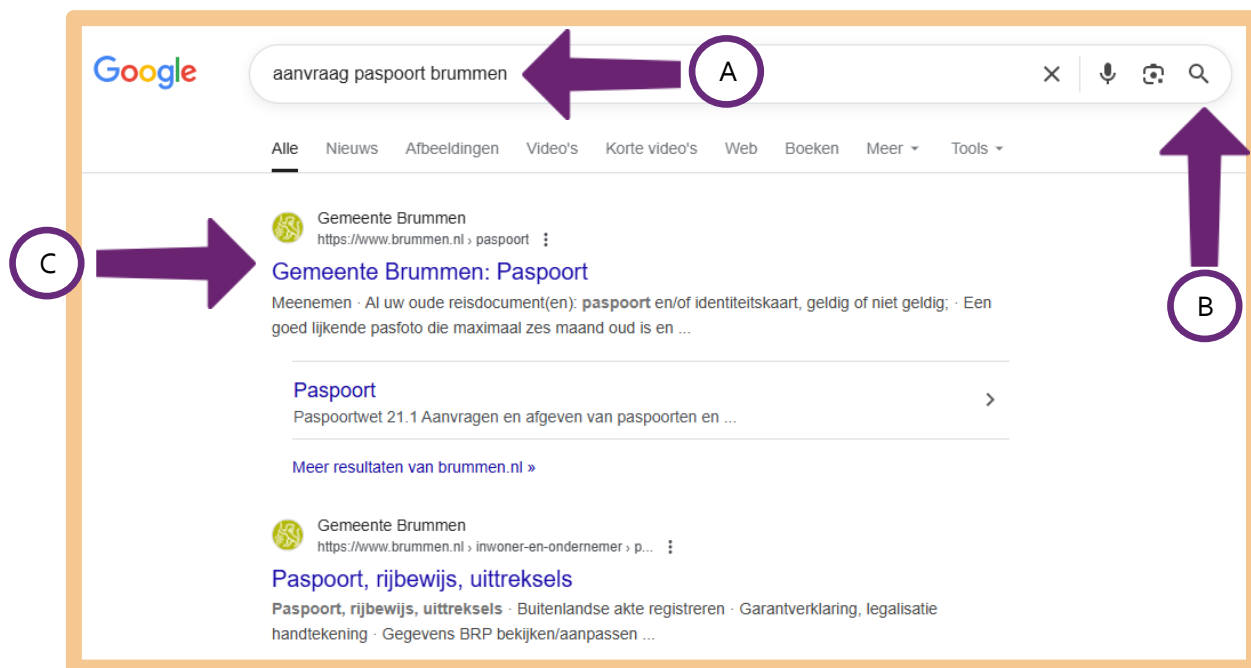 Google
aanvraag paspoort brummen
A
Alle Nieuws Afbeeldingen Video's Korte video's Web Boeken Meer Tools
Gemeente Brummen
https://www.brummen.nl › paspoort
C
Gemeente Brummen: Paspoort
Meenemen · Al uw oude reisdocument(en): paspoort en/of identiteitskaart, geldig of niet geldig; · Een
goed lijkende pasfoto die maximaal zes maand oud is en ...
B
Paspoort
Paspoortwet 21.1 Aanvragen en afgeven van paspoorten en ...
Meer resultaten van brummen.nl »
Gemeente Brummen
https://www.brummen.nl › inwoner-en-ondernemer › p...
Paspoort, rijbewijs, uittreksels
Paspoort, rijbewijs, uittreksels · Buitenlandse akte registreren · Garantverklaring, legalisatie
handtekening · Gegevens BRP bekijken/aanpassen ...